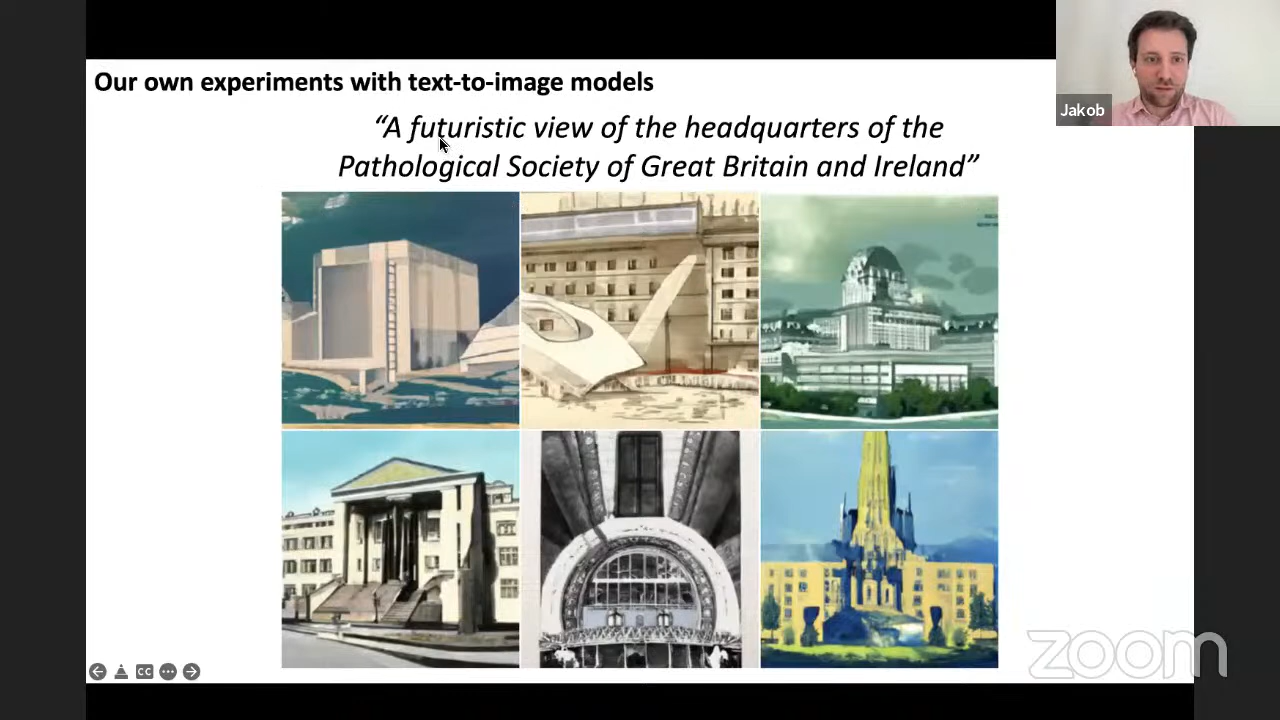 Our own experiments with text-to-image models
“A futuristic view of the headquarters of the
Pathological Society of Great Britain and Ireland”
Jakob
CC
zoom